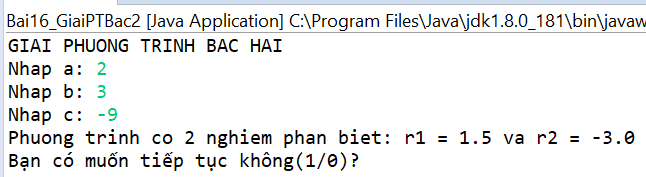 Bai16_GiaiPTBac2 [Java Application] C:\Program Files\Java\jdk1.8.0_181\bin\javaw
GIAI PHUONG TRINH BAC HAI
Nhap a: 2
Nhap b: 3
Nhap c: -9
Phuong trinh co 2 nghiem phan biet: r1 = 1.5 va r2 = -3.0
Bạn có muốn tiếp tục không(1/0)?